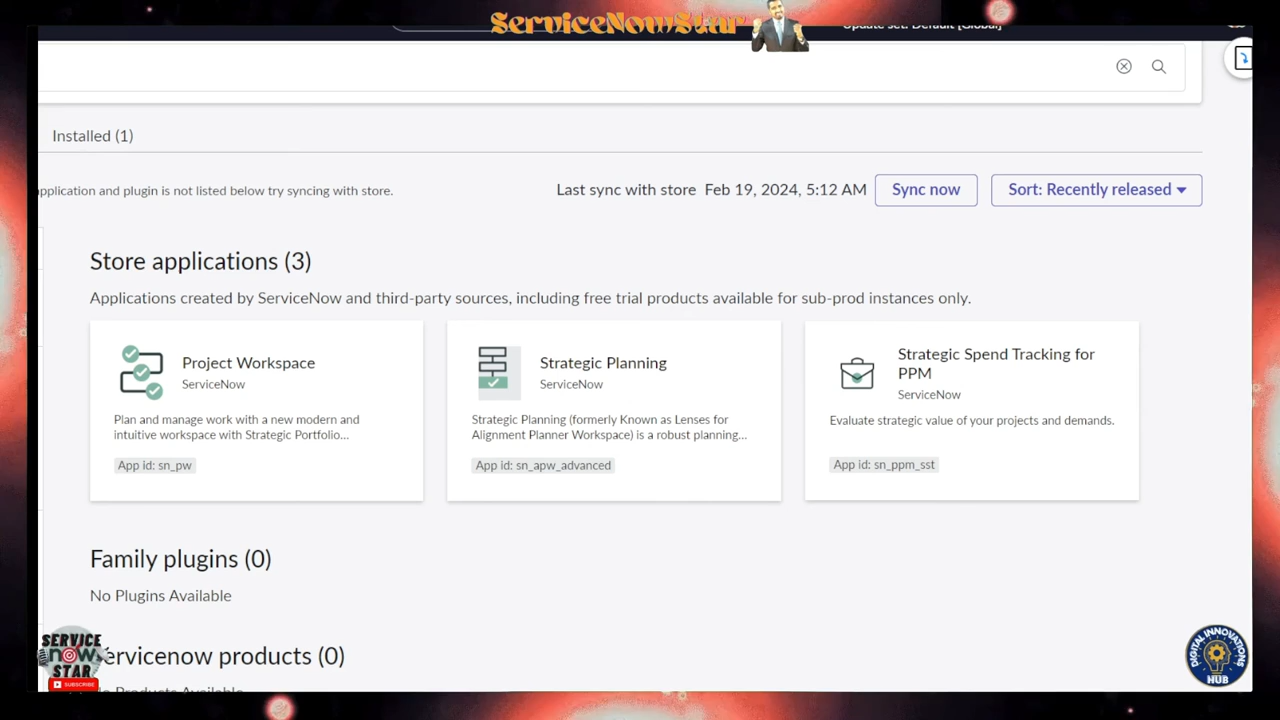 ServiceNowStar
Update set: Default [Global]
Installed (1)
application and plugin is not listed below try syncing with store.
Last sync with store Feb 19, 2024, 5:12 AM
Sync now
Sort: Recently released
Store applications (3)
Applications created by ServiceNow and third-party sources, including free trial products available for sub-prod instances only.
Project Workspace
ServiceNow
Plan and manage work with a new modern and
intuitive workspace with Strategic Portfolio...
App id: sn_pw
Strategic Planning
ServiceNow
Strategic Planning (formerly Known as Lenses for
Alignment Planner Workspace) is a robust planning...
App id: sn_apw_advanced
Strategic Spend Tracking for
PPM
ServiceNow
Evaluate strategic value of your projects and demands.
App id: sn_ppm_sst
Family plugins (0)
No Plugins Available
ervicenow products (0)
Products Available
SERVICE
now
STAR
SUBSCRIBE
DIGITAL INNOVATIONS
HUB